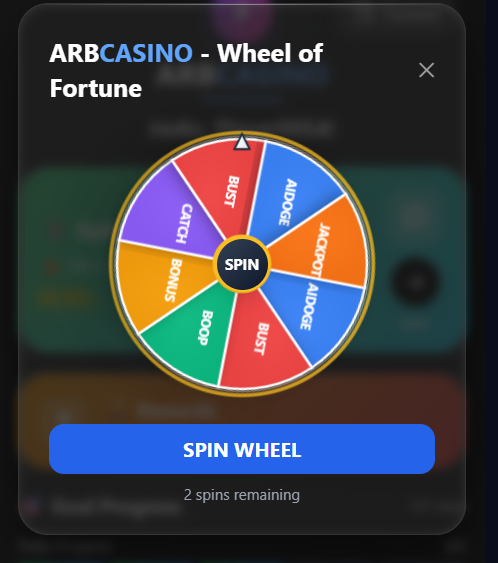 ARBCASINO - Wheel of
Fortune
BUST
AIDOGE
JACKPOT
AIDOGE
BUST
BOOP
BONUS
CATCH
SPIN
SPIN WHEEL
2 spins remaining